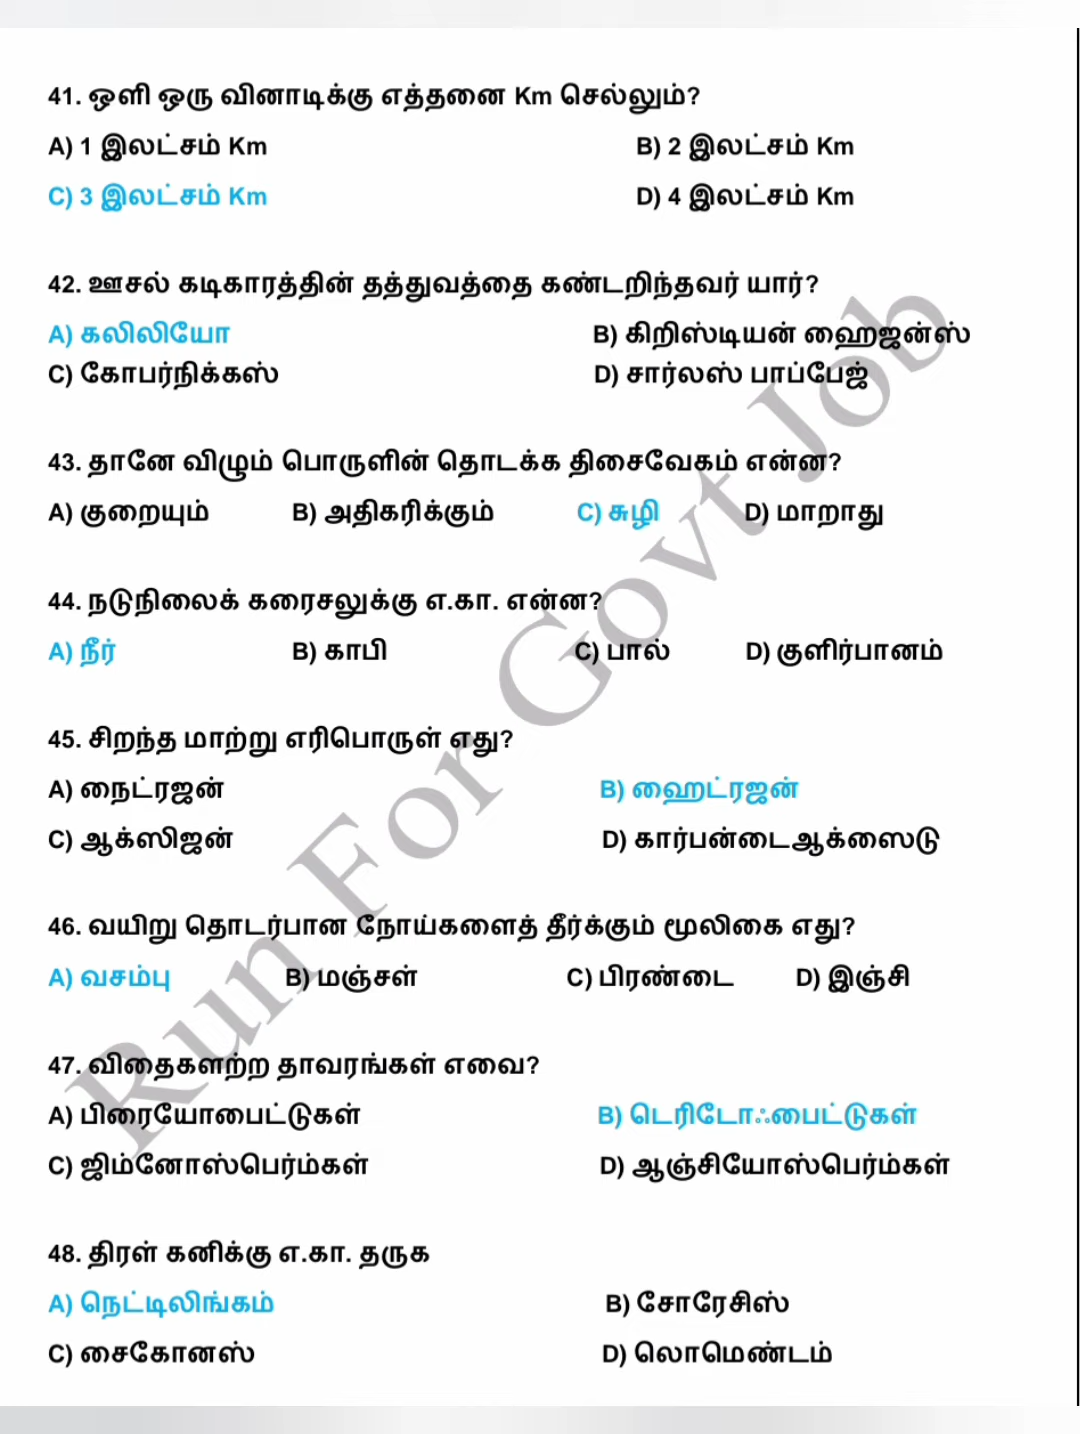 41. ஒளி ஒரு வினாடிக்கு எத்தனை Km செல்லும்?
A) 1 இலட்சம் Km B) 2 இலட்சம் Km
C) 3 இலட்சம் Km D) 4 இலட்சம் Km
42. ஊசல் கடிகாரத்தின் தத்துவத்தை கண்டறிந்தவர் யார்?
A) கலிலியோ B) கிறிஸ்டியன் ஹைஜன்ஸ்
C) கோபர்நிக்கஸ் D) சார்லஸ் பாப்பேஜ்
43. தானே விழும் பொருளின் தொடக்க திசைவேகம் என்ன?
A) குறையும் B) அதிகரிக்கும் C) சுழி D) மாறாது
44. நடுநிலைக் கரைசலுக்கு எ.கா. என்ன?
A) நீர் B) காபி C) பால் D) குளிர்பானம்
45. சிறந்த மாற்று எரிபொருள் எது?
A) நைட்ரஜன் B) ஹைட்ரஜன்
C) ஆக்ஸிஜன் D) கார்பன்டைஆக்ஸைடு
46. வயிறு தொடர்பான நோய்களைத் தீர்க்கும் மூலிகை எது?
A) வசம்பு B) மஞ்சள் C) பிரண்டை D) இஞ்சி
47. விதைகளற்ற தாவரங்கள் எவை?
A) பிரையோபைட்டுகள் B) டெரிடோஃபைட்டுகள்
C) ஜிம்னோஸ்பெர்ம்கள் D) ஆஞ்சியோஸ்பெர்ம்கள்
48. திரள் கனிக்கு எ.கா. தருக
A) நெட்டிலிங்கம் B) சோரேசிஸ்
C) சைகோனஸ் D) லொமெண்டம்
Run For Govt Job